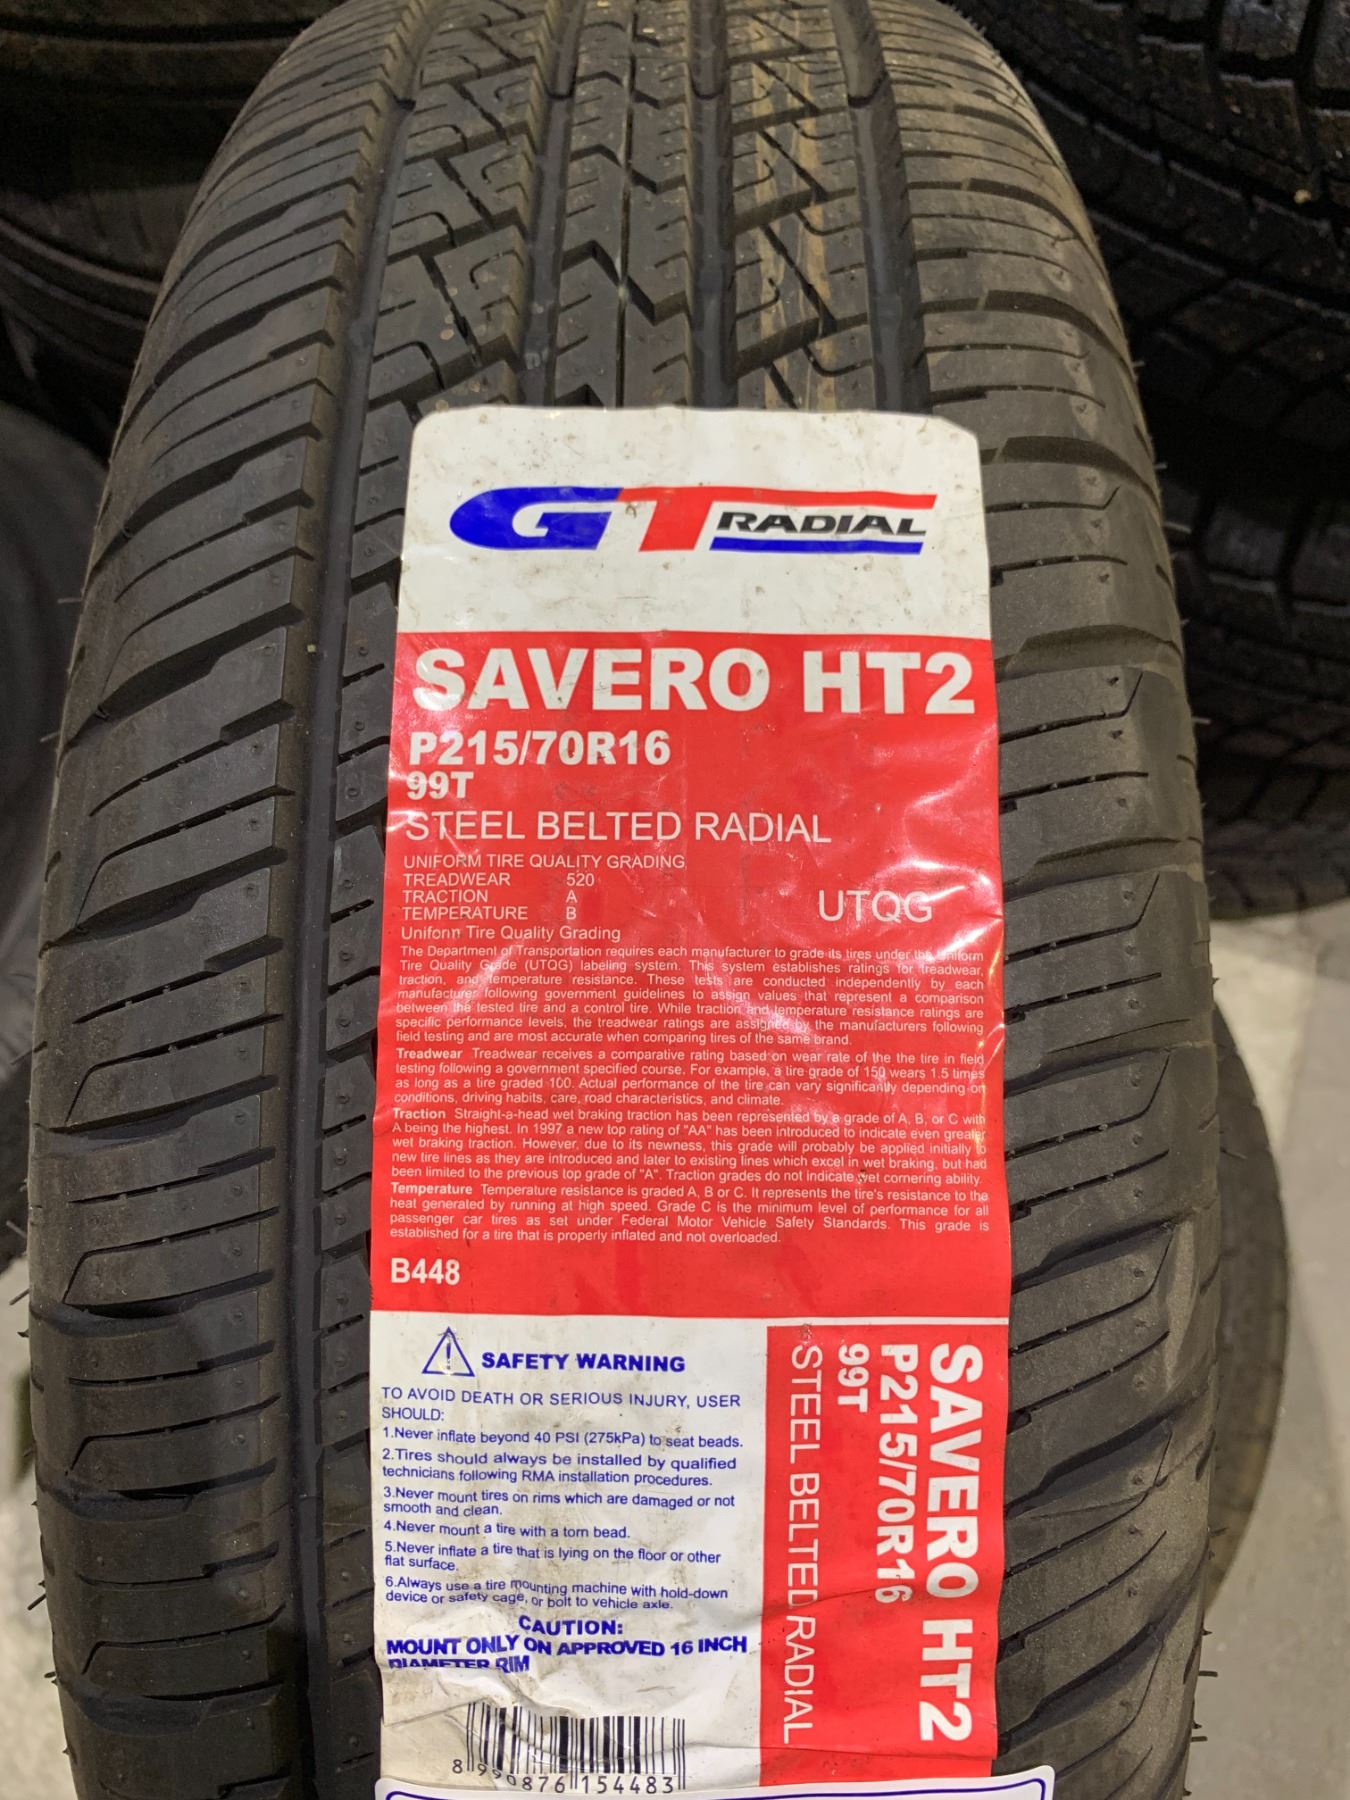 GT RADIAL
SAVERO HT2
P215/70R16
99T
STEEL BELTED RADIAL
UNIFORM TIRE QUALITY GRADING
TREADWEAR 520
TRACTION A
TEMPERATURE B
UTQG
Uniform Tire Quality Grading
The Department of Transportation requires each manufacturer to grade its tires under the Uniform
Tire Quality Grade (UTQG) labeling system. This system establishes ratings for treadwear,
traction, and temperature resistance. These tests are conducted independently by each
manufacturer following government guidelines to assign values that represent a comparison
between the tested tire and a control tire. While traction and temperature resistance ratings are
specific performance levels, the treadwear ratings are assigned by the manufacturers following
field testing and are most accurate when comparing tires of the same brand.
Treadwear Treadwear receives a comparative rating based on wear rate of the the tire in field
testing following a government specified course. For example, a tire grade of 150 wears 1.5 times
as long as a tire graded 100. Actual performance of the tire can vary significantly depending on
conditions, driving habits, care, road characteristics, and climate.
Traction Straight-a-head wet braking traction has been represented by a grade of A, B, or C with
A being the highest. In 1997 a new top rating of "AA" has been introduced to indicate even greater
wet braking traction. However, due to its newness, this grade will probably be applied initially to
new tire lines as they are introduced and later to existing lines which excel in wet braking, but had
been limited to the previous top grade of "A". Traction grades do not indicate wet cornering ability.
Temperature Temperature resistance is graded A, B or C. It represents the tire's resistance to the
heat generated by running at high speed. Grade C is the minimum level of performance for all
passenger car tires as set under Federal Motor Vehicle Safety Standards. This grade is
established for a tire that is properly inflated and not overloaded.
B448
SAFETY WARNING
TO AVOID DEATH OR SERIOUS INJURY, USER
SHOULD:
1.Never inflate beyond 40 PSI (275kPa) to seat beads.
2.Tires should always be installed by qualified
technicians following RMA installation procedures.
3.Never mount tires on rims which are damaged or not
smooth and clean.
4.Never mount a tire with a torn bead.
5.Never inflate a tire that is lying on the floor or other
flat surface.
6.Always use a tire mounting machine with hold-down
device or safety cage, or bolt to vehicle axle.
CAUTION:
MOUNT ONLY ON APPROVED 16 INCH
DIAMETER RIM
8 990876 154483
SAVERO HT2
P215/70R16
99T
STEEL BELTED RADIAL